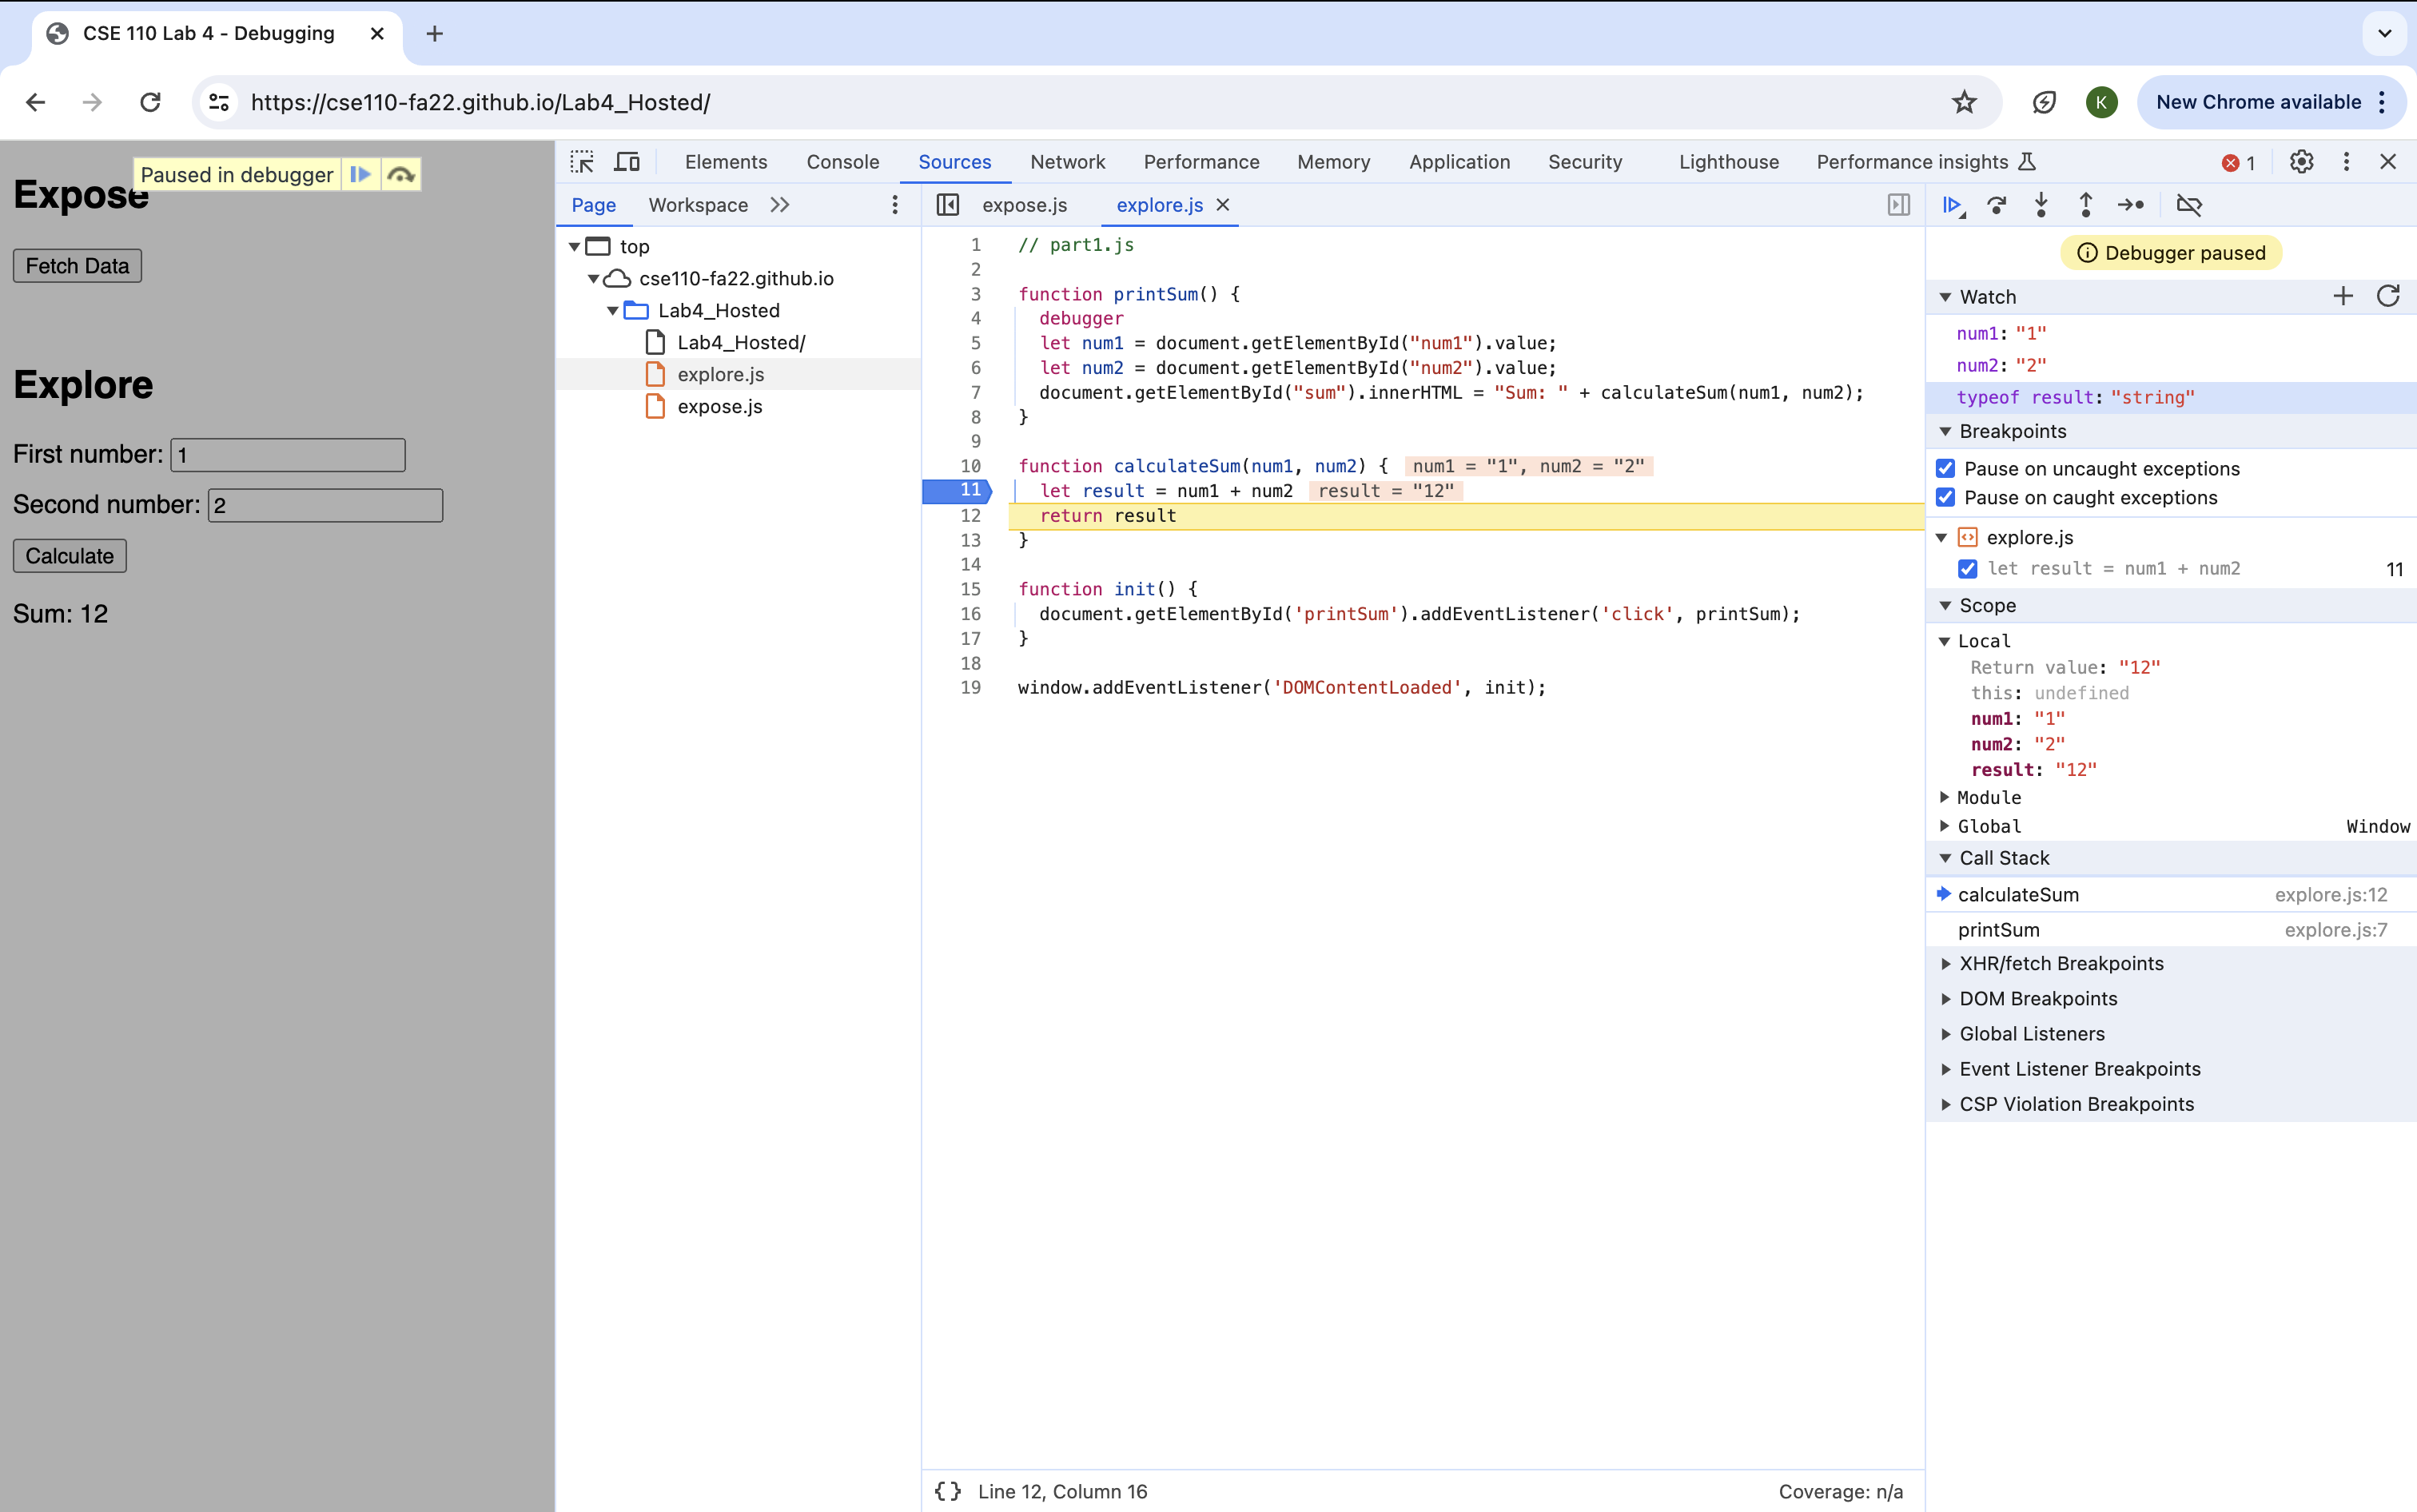 CSE 110 Lab 4 - Debugging
https://cse110-fa22.github.io/Lab4_Hosted/
K
New Chrome available
Paused in debugger
Expose
Fetch Data
Explore
First number: 1
Second number: 2
Calculate
Sum: 12
Elements Console Sources Network Performance Memory Application Security Lighthouse Performance insights 1
Page Workspace
top
cse110-fa22.github.io
Lab4_Hosted
Lab4_Hosted/
explore.js
expose.js
expose.js explore.js
1 // part1.js
2
3 function printSum() {
4 debugger
5 let num1 = document.getElementById("num1").value;
6 let num2 = document.getElementById("num2").value;
7 document.getElementById("sum").innerHTML = "Sum: " + calculateSum(num1, num2);
8 }
9
10 function calculateSum(num1, num2) { num1 = "1", num2 = "2"
11 let result = num1 + num2 result = "12"
12 return result
13 }
14
15 function init() {
16 document.getElementById('printSum').addEventListener('click', printSum);
17 }
18
19 window.addEventListener('DOMContentLoaded', init);
{} Line 12, Column 16 Coverage: n/a
Debugger paused
Watch
num1: "1"
num2: "2"
typeof result: "string"
Breakpoints
Pause on uncaught exceptions
Pause on caught exceptions
explore.js
let result = num1 + num2 11
Scope
Local
Return value: "12"
this: undefined
num1: "1"
num2: "2"
result: "12"
Module
Global Window
Call Stack
calculateSum explore.js:12
printSum explore.js:7
XHR/fetch Breakpoints
DOM Breakpoints
Global Listeners
Event Listener Breakpoints
CSP Violation Breakpoints